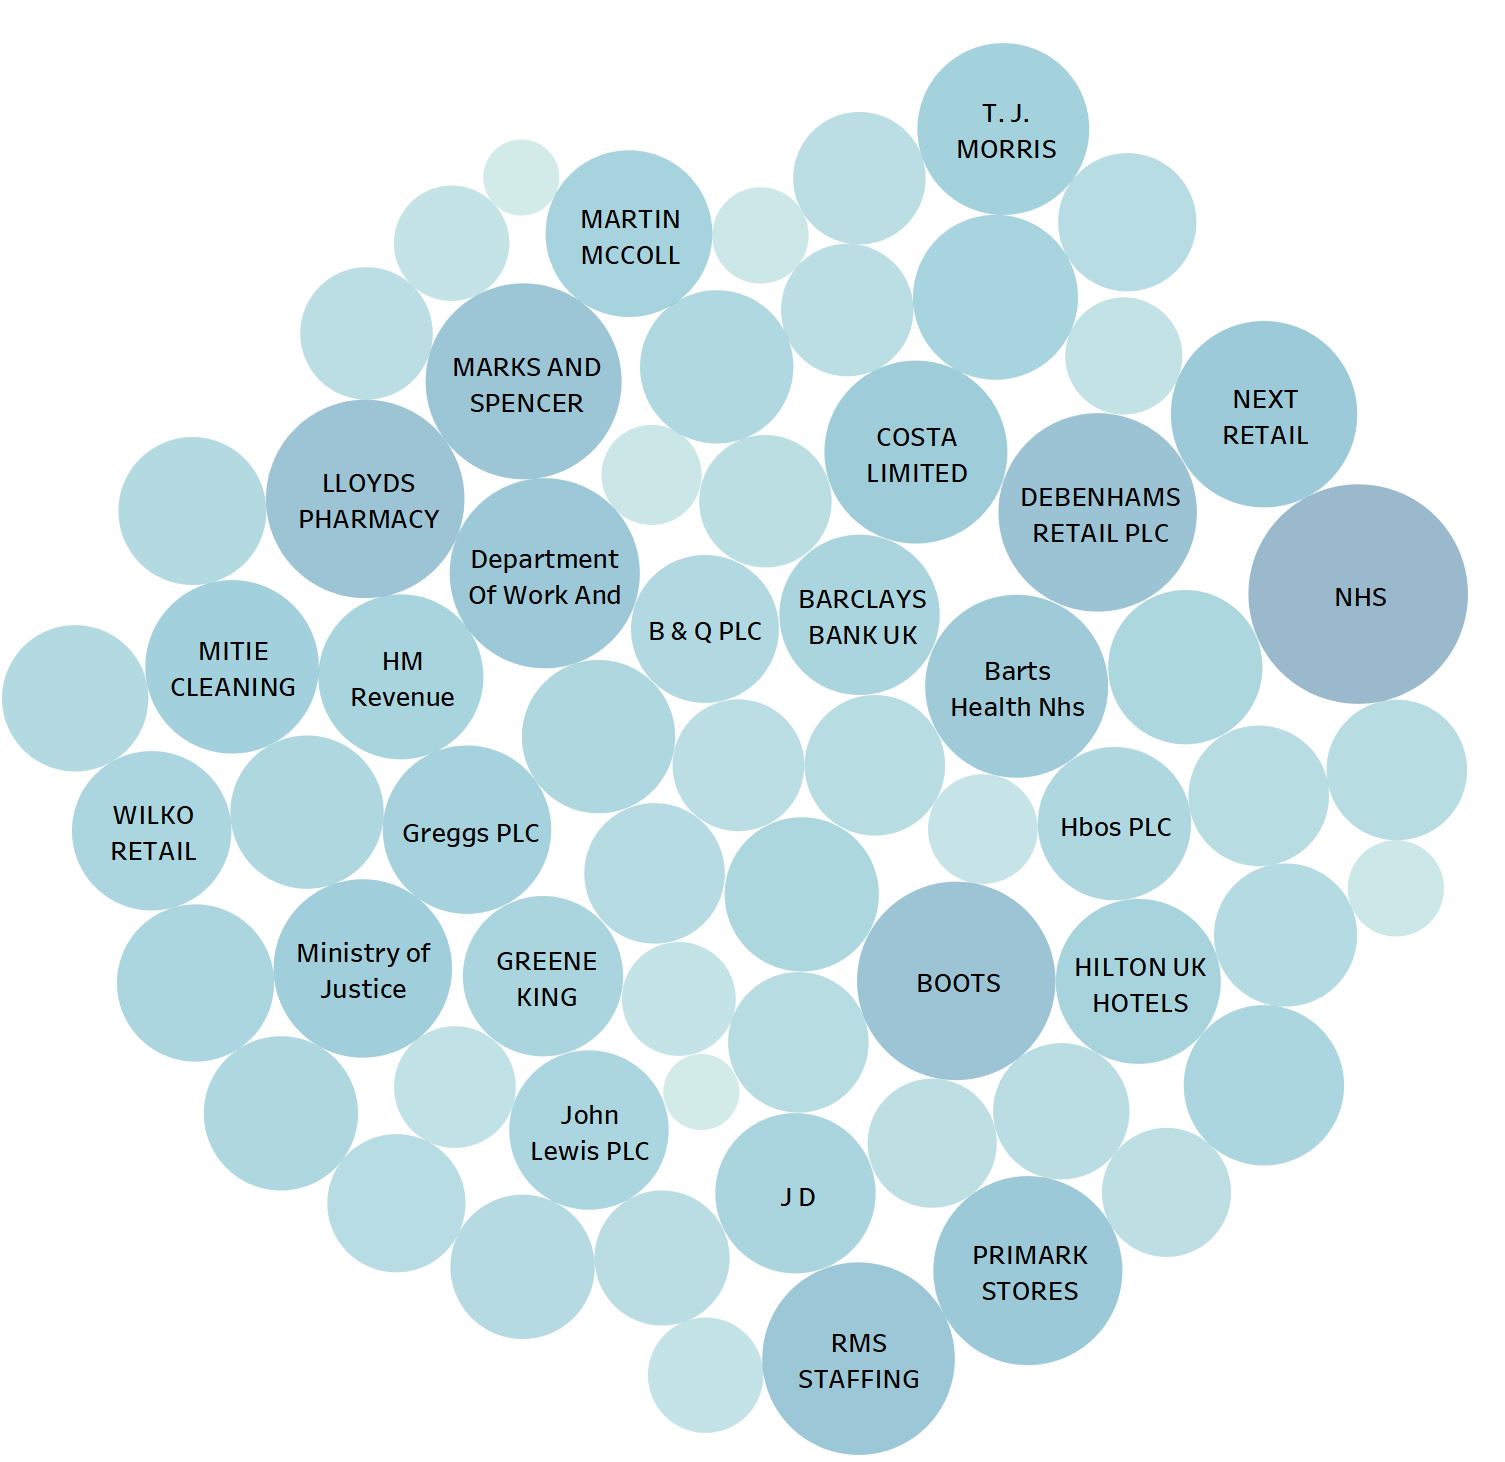 T. J.
MORRIS
MARTIN
MCCOLL
MARKS AND
SPENCER
NEXT
RETAIL
COSTA
LIMITED
LLOYDS
PHARMACY
DEBENHAMS
RETAIL PLC
Department
Of Work And
NHS
BARCLAYS
BANK UK
B & Q PLC
MITIE
CLEANING
HM
Revenue
Barts
Health Nhs
WILKO
RETAIL
Greggs PLC
Hbos PLC
Ministry of
Justice
GREENE
KING
BOOTS
HILTON UK
HOTELS
John
Lewis PLC
J D
PRIMARK
STORES
RMS
STAFFING